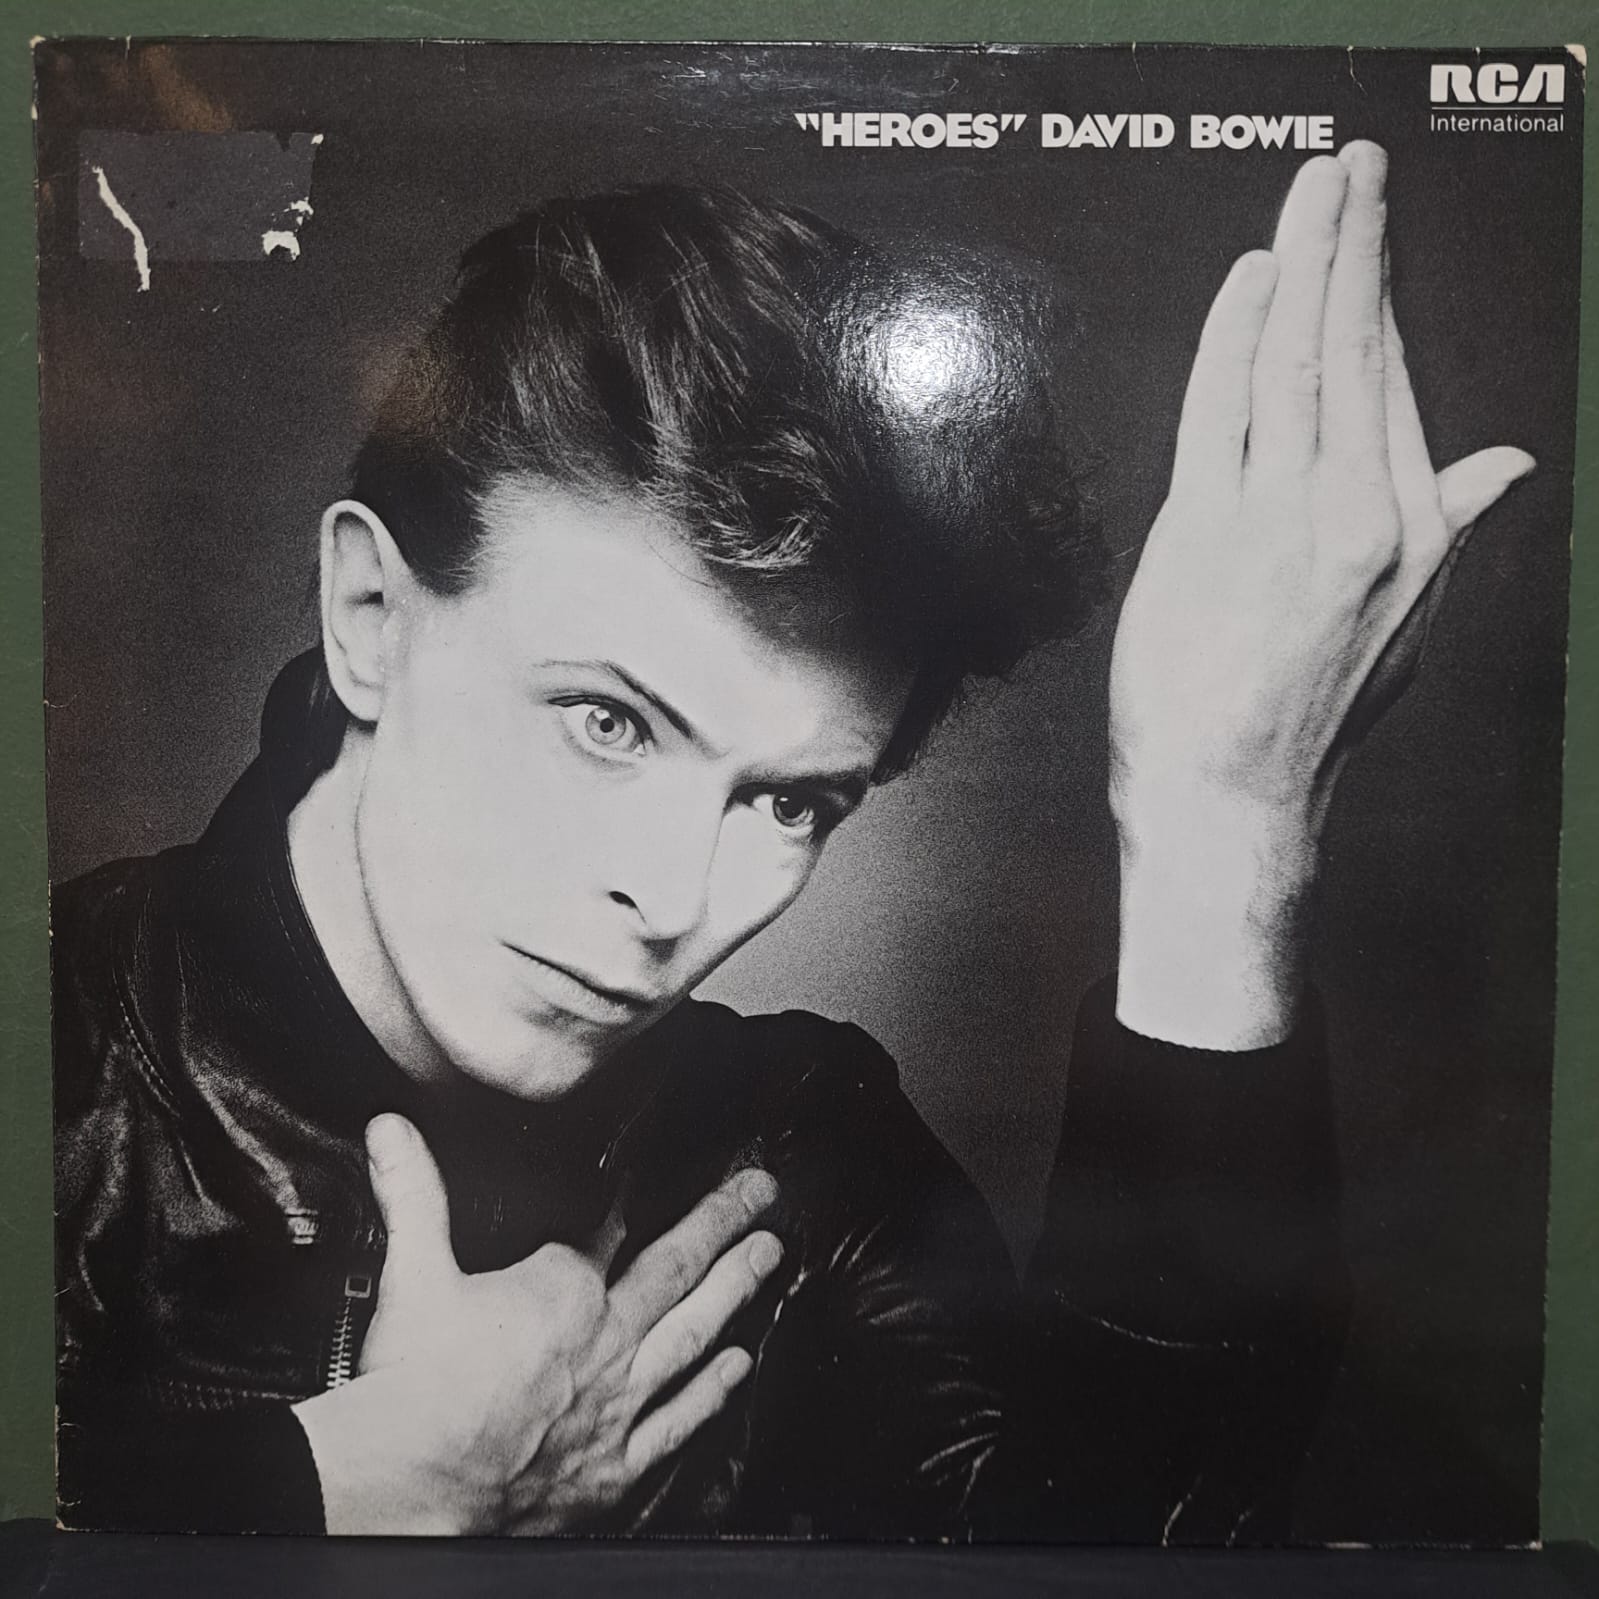 "HEROES" DAVID BOWIE
RCA
International